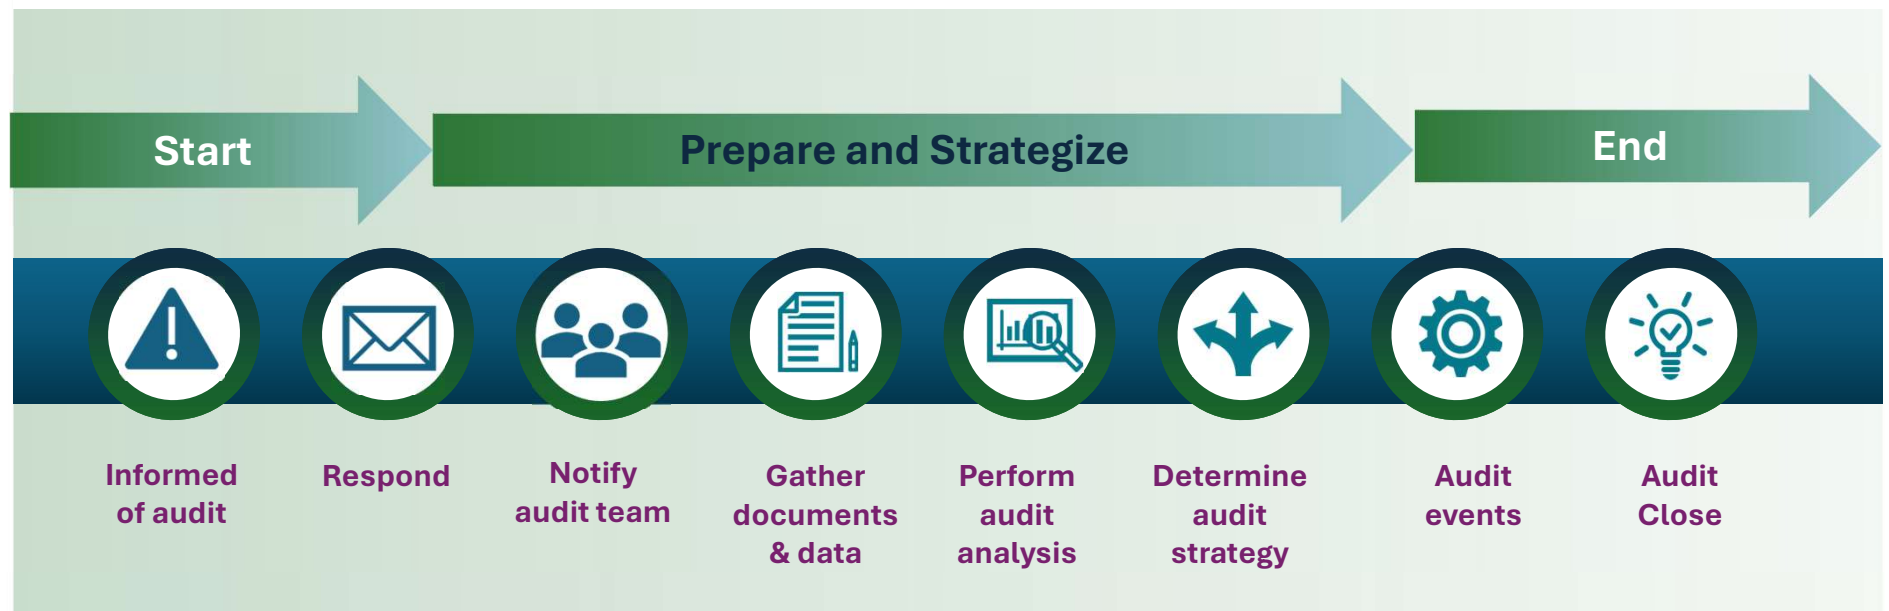 Start
Prepare and Strategize
End
Informed
of audit
Respond
Notify
audit team
Gather
documents
& data
Perform
audit
analysis
Determine
audit
strategy
Audit
events
Audit
Close